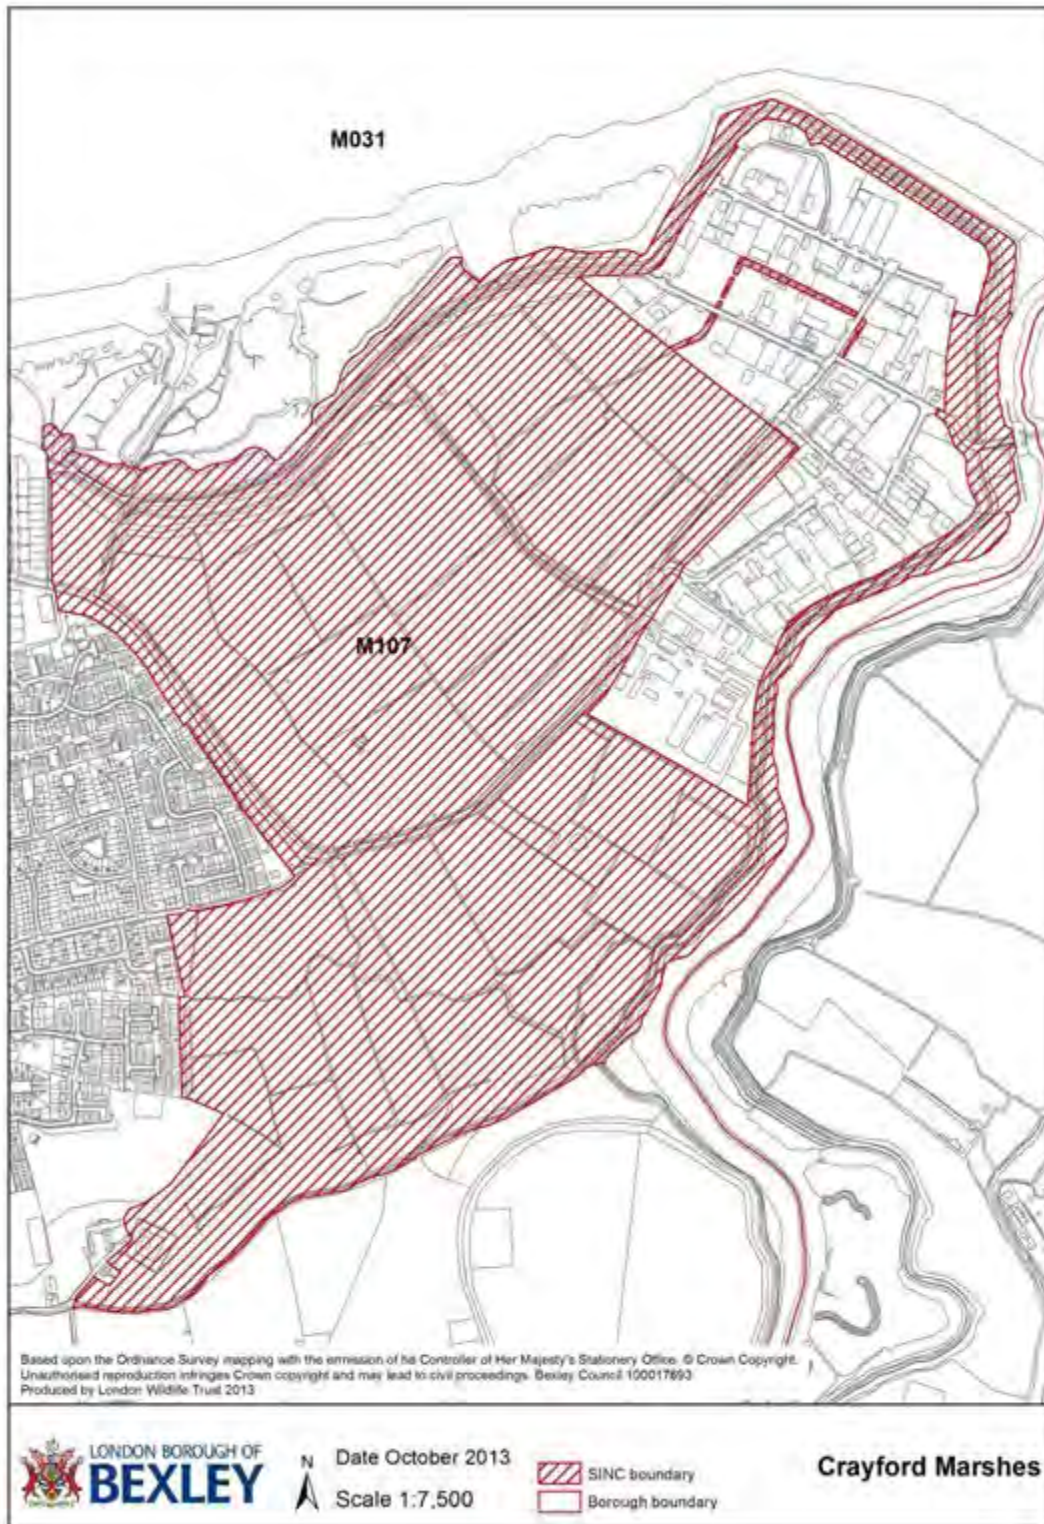 M031
M107
Based upon the Ordnance Survey mapping with the ermission of he Controller of Her Majesty's Stationery Office. © Crown Copyright.
Unauthorised reproduction infringes Crown copyright and may lead to civil proceedings. Bexley Council 100017693
Produced by London Wildlife Trust 2013
LONDON BOROUGH OF
BEXLEY
N
Date October 2013
Scale 1:7,500
SINC boundary
Borough boundary
Crayford Marshes